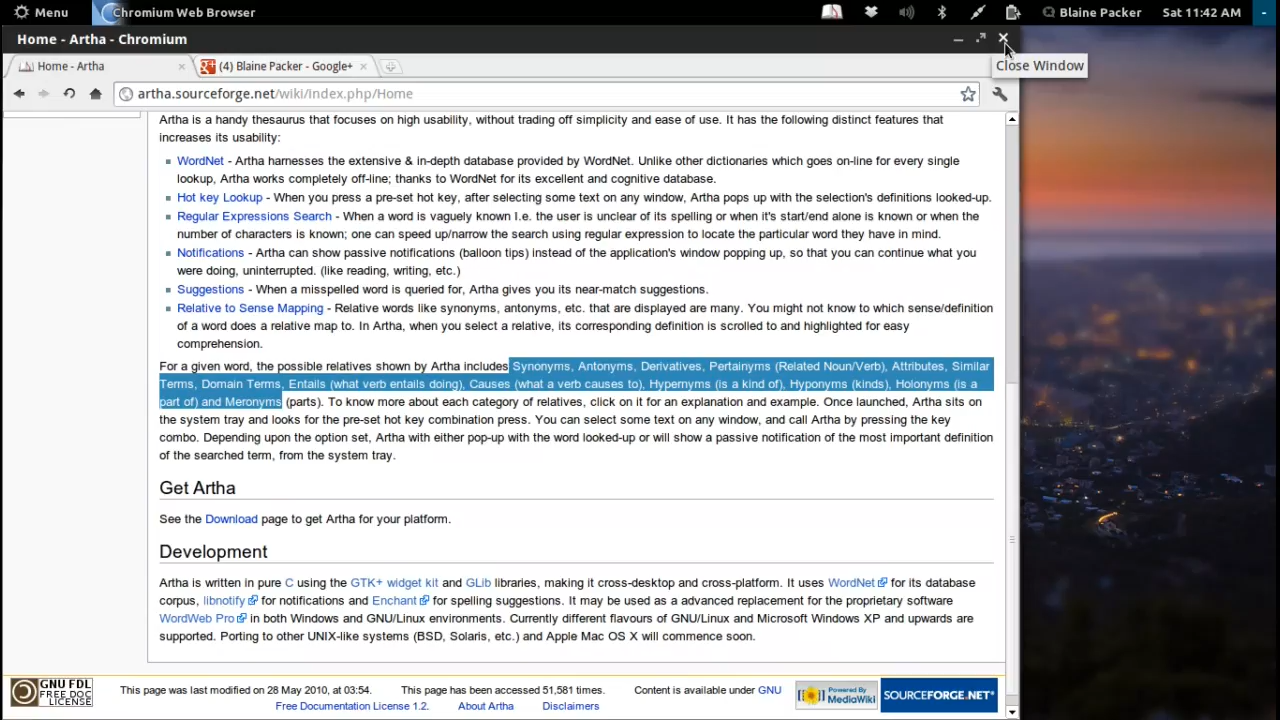 Menu Chromium Web Browser Blaine Packer Sat 11:42 AM
Home - Artha - Chromium
Close Window
Home - Artha (4) Blaine Packer - Google+
artha.sourceforge.net/wiki/index.php/Home
Artha is a handy thesaurus that focuses on high usability, without trading off simplicity and ease of use. It has the following distinct features that
increases its usability:
WordNet - Artha harnesses the extensive & in-depth database provided by WordNet. Unlike other dictionaries which goes on-line for every single
lookup, Artha works completely off-line; thanks to WordNet for its excellent and cognitive database.
Hot key Lookup - When you press a pre-set hot key, after selecting some text on any window, Artha pops up with the selection's definitions looked-up.
Regular Expressions Search - When a word is vaguely known I.e. the user is unclear of its spelling or when it's start/end alone is known or when the
number of characters is known; one can speed up/narrow the search using regular expression to locate the particular word they have in mind.
Notifications - Artha can show passive notifications (balloon tips) instead of the application's window popping up, so that you can continue what you
were doing, uninterrupted. (like reading, writing, etc.)
Suggestions - When a misspelled word is queried for, Artha gives you its near-match suggestions.
Relative to Sense Mapping - Relative words like synonyms, antonyms, etc. that are displayed are many. You might not know to which sense/definition
of a word does a relative map to. In Artha, when you select a relative, its corresponding definition is scrolled to and highlighted for easy
comprehension.
For a given word, the possible relatives shown by Artha includes Synonyms, Antonyms, Derivatives, Pertainyms (Related Noun/Verb), Attributes, Similar
Terms, Domain Terms, Entails (what verb entails doing), Causes (what a verb causes to), Hypernyms (is a kind of), Hyponyms (kinds), Holonyms (is a
part of) and Meronyms (parts). To know more about each category of relatives, click on it for an explanation and example. Once launched, Artha sits on
the system tray and looks for the pre-set hot key combination press. You can select some text on any window, and call Artha by pressing the key
combo. Depending upon the option set, Artha with either pop-up with the word looked-up or will show a passive notification of the most important definition
of the searched term, from the system tray.
Get Artha
See the Download page to get Artha for your platform.
Development
Artha is written in pure C using the GTK+ widget kit and GLib libraries, making it cross-desktop and cross-platform. It uses WordNet for its database
corpus, libnotify for notifications and Enchant for spelling suggestions. It may be used as a advanced replacement for the proprietary software
WordWeb Pro in both Windows and GNU/Linux environments. Currently different flavours of GNU/Linux and Microsoft Windows XP and upwards are
supported. Porting to other UNIX-like systems (BSD, Solaris, etc.) and Apple Mac OS X will commence soon.
GNU FDL
FREE DOC
LICENSE
This page was last modified on 28 May 2010, at 03:54. This page has been accessed 51,581 times. Content is available under GNU
Free Documentation License 1.2. About Artha Disclaimers
Powered By
MediaWiki
SOURCEFORGE.NET®